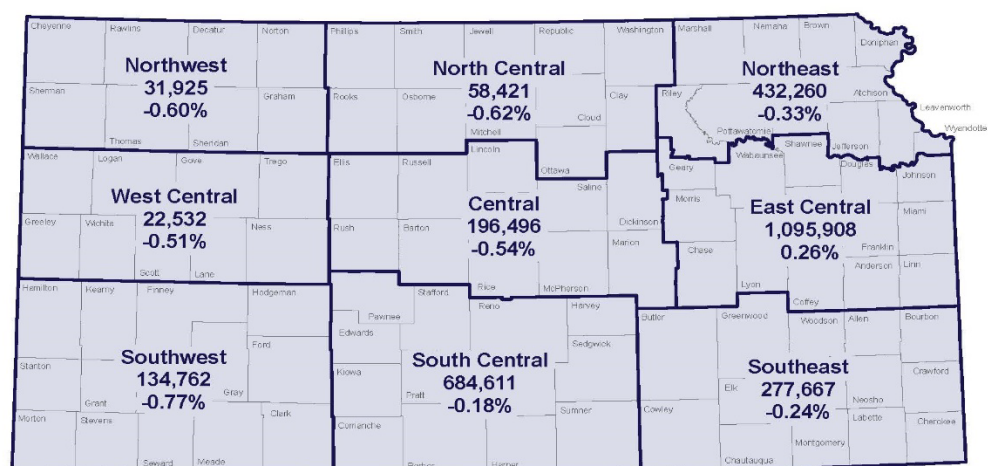 Cheyenne Rawlins Decatur Norton Phillips Smith Jewell Republic Washington Marshall Nemaha Brown
Doniphan
Northwest
31,925
-0.60%
North Central
58,421
-0.62%
Northeast
432,260
-0.33%
Sherman Graham Rooks Osborne Clay Riley Atchison
Leavenworth
Cloud
Wyandotte
Thomas Sheridan Mitchell Pottawatomie
Wallace Logan Gove Trego Ellis Russell Lincoln Ottawa Geary Wabaunsee Shawnee Jefferson Douglas Johnson
Saline
West Central
22,532
-0.51%
Central
196,496
-0.54%
East Central
1,095,908
0.26%
Morris Miami
Greeley Wichita Ness Rush Barton Dickinson
Marion Chase Franklin
Scott Lane Rice McPherson Lyon Coffey Anderson Linn
Hamilton Kearny Finney Hodgeman Stafford Reno Harvey Butler Greenwood Woodson Allen Bourbon
Pawnee
Edwards
Ford Sedgwick
Southwest
134,762
-0.77%
South Central
684,611
-0.18%
Southeast
277,667
-0.24%
Stanton Kiowa Crawford
Grant Gray Pratt Elk Neosho
Morton Stevens Clark Comanche Sumner Cowley Labette Cherokee
Montgomery
Seward Meade Barber Harper Chautauqua